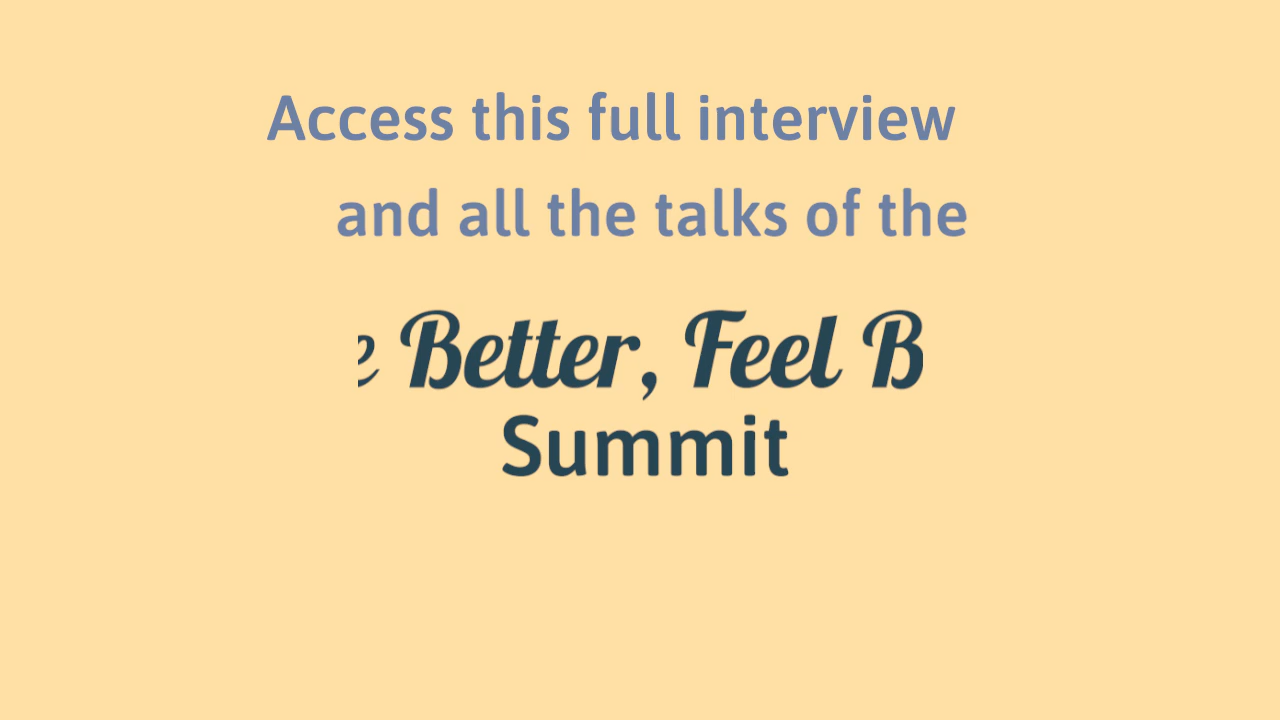 Access this full interview
and all the talks of the
e Better, Feel B
Summit